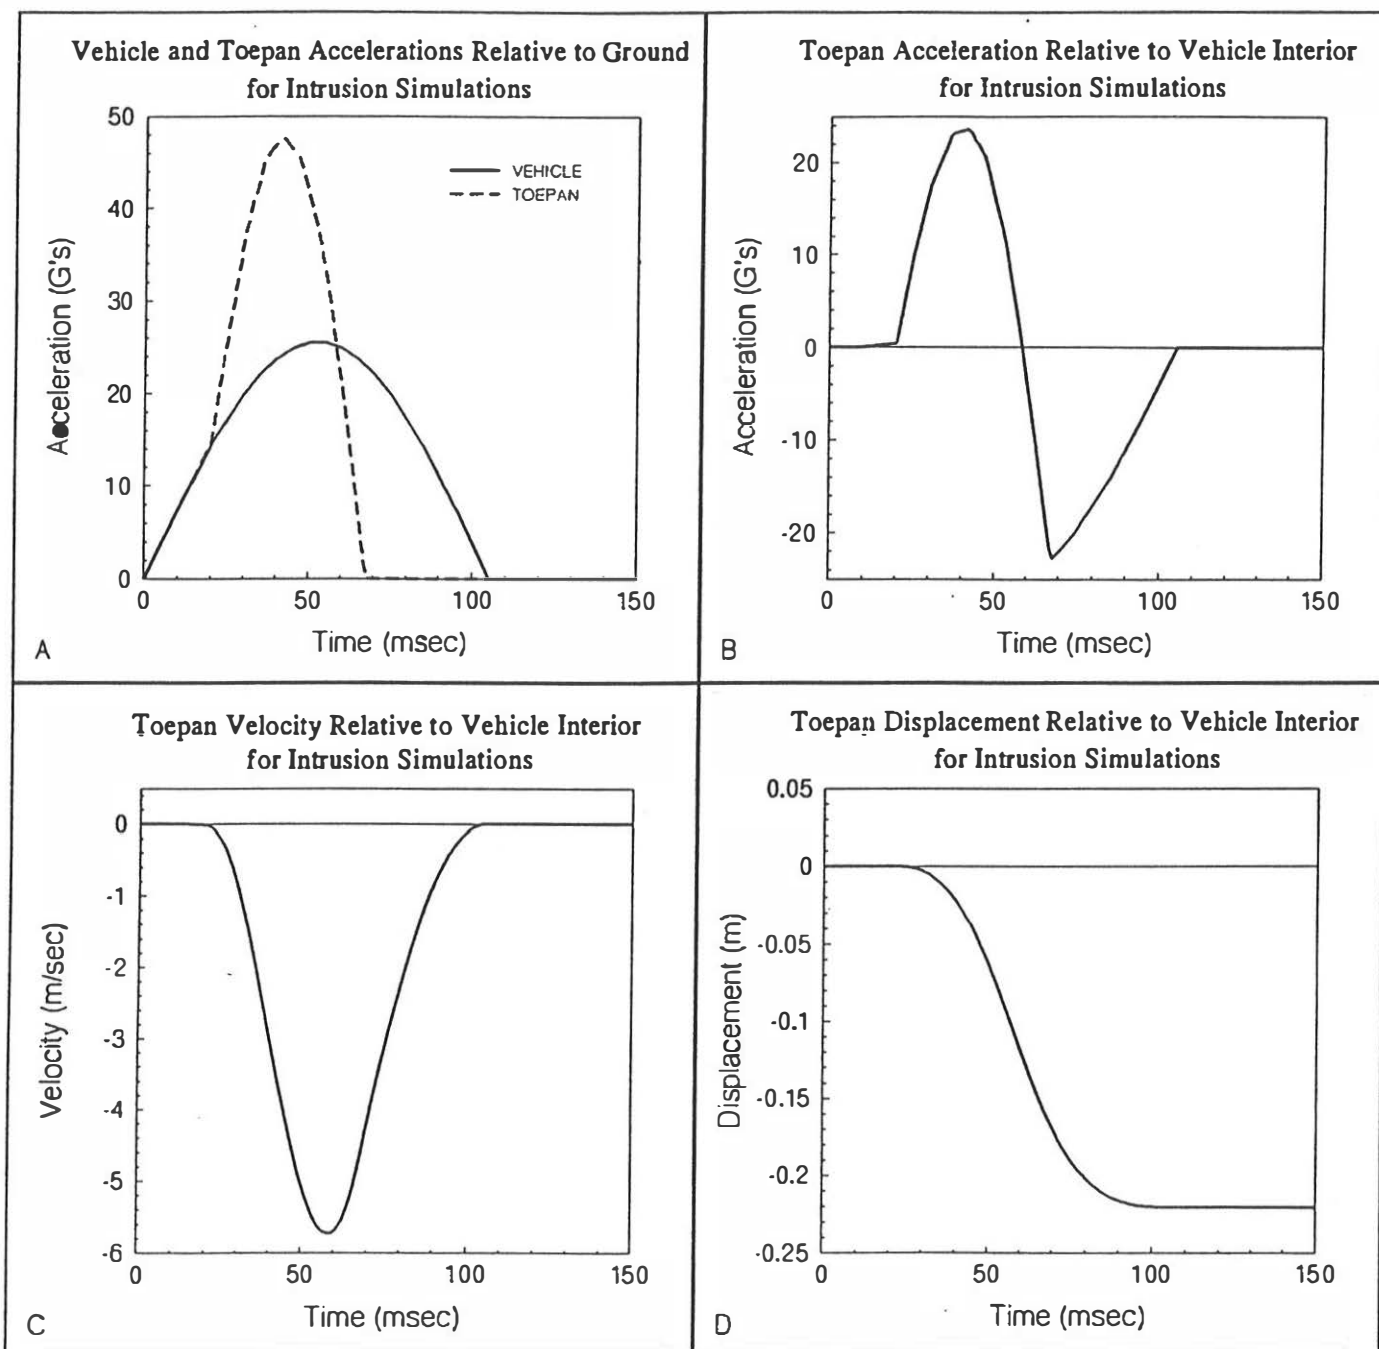 Vehicle and Toepan Accelerations Relative to Ground
for Intrusion Simulations
50
40
30
20
10
0
Acceleration (G's)
VEHICLE
TOEPAN
0
50
100
150
Time (msec)
A
Toepan Acceleration Relative to Vehicle Interior
for Intrusion Simulations
20
10
0
-10
-20
Acceleration (G's)
0
50
100
150
Time (msec)
B
Toepan Velocity Relative to Vehicle Interior
for Intrusion Simulations
0
-1
-2
-3
-4
-5
-6
Velocity (m/sec)
0
50
100
150
Time (msec)
C
Toepan Displacement Relative to Vehicle Interior
for Intrusion Simulations
0.05
0
-0.05
-0.1
-0.15
-0.2
-0.25
Displacement (m)
0
50
100
150
Time (msec)
D